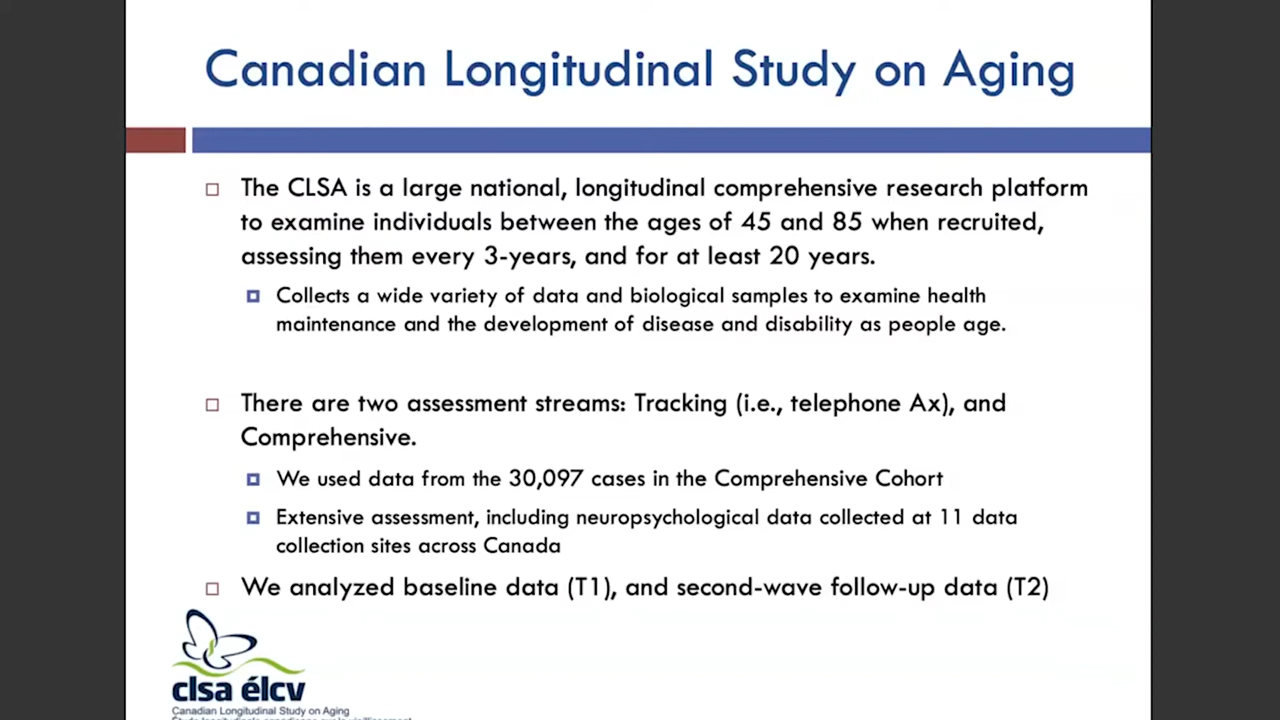 Canadian Longitudinal Study on Aging
The CLSA is a large national, longitudinal comprehensive research platform
to examine individuals between the ages of 45 and 85 when recruited,
assessing them every 3-years, and for at least 20 years.
Collects a wide variety of data and biological samples to examine health
maintenance and the development of disease and disability as people age.
There are two assessment streams: Tracking (i.e., telephone Ax), and
Comprehensive.
We used data from the 30,097 cases in the Comprehensive Cohort
Extensive assessment, including neuropsychological data collected at 11 data
collection sites across Canada
We analyzed baseline data (T1), and second-wave follow-up data (T2)
clsa élcv
Canadian Longitudinal Study on Aging